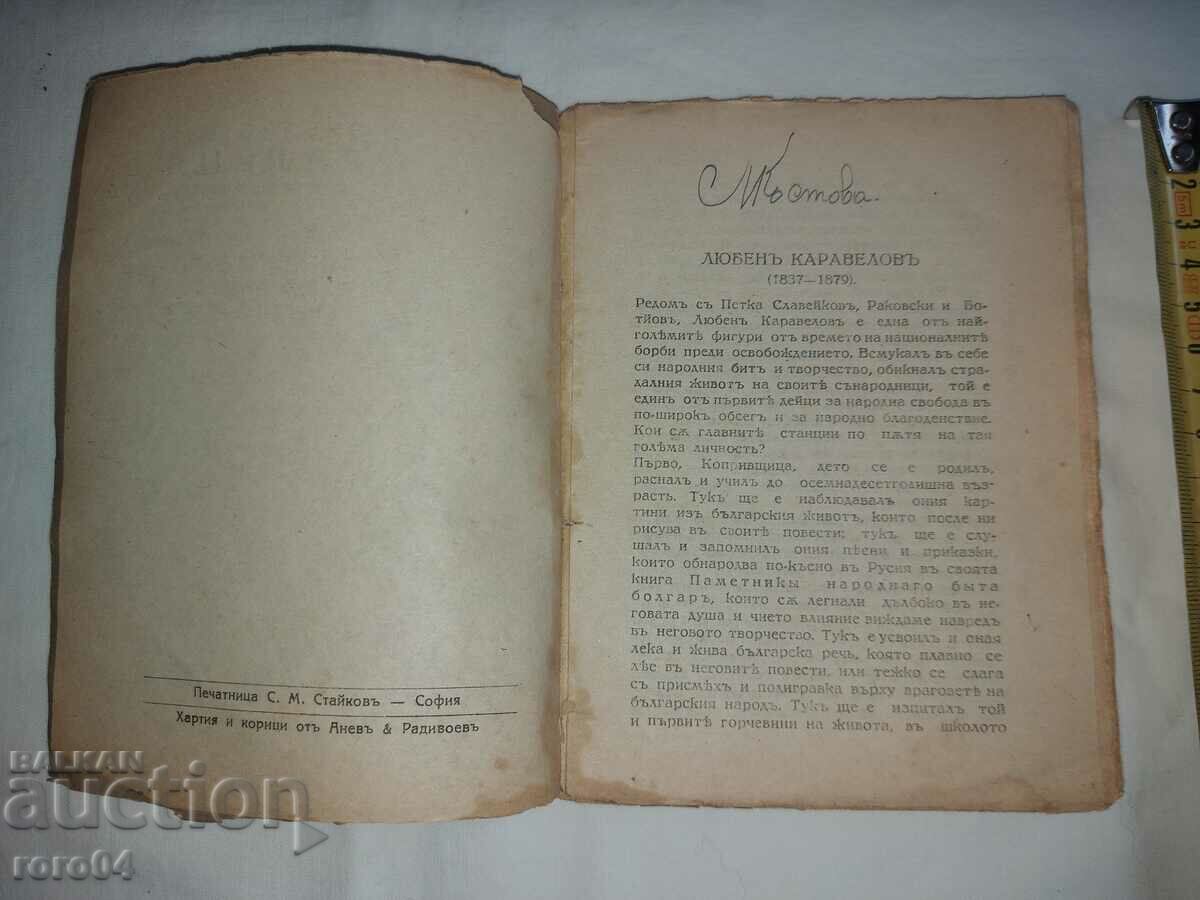 Печатница С. М. Стайковъ — София
Хартия и корици отъ Аневъ & Радивоевъ
СМКъстова.
ЛЮБЕНЪ КАРАВЕЛОВЪ
(1837—1879).
Редомъ съ Петка Славейковъ, Раковски и Бо-
тйовъ, Любенъ Каравеловъ е една отъ най-
голѣмитѣ фигури отъ времето на националнитѣ
борби преди освобождението. Всмукалъ въ себе
си народния битъ и творчество, обикналъ стра-
далния животъ на своитѣ сънародници, той е
единъ отъ първитѣ дейци за народна свобода въ
по-широкъ обсегъ и за народно благоденствие.
Кои сѫ главнитѣ станции по пѫтя на тая
голѣма личность?
Първо, Копривщица, дето се е родилъ,
расналъ и училъ до осемнадесетгодишна въз-
расть. Тукъ ще е наблюдавалъ ония кар-
тини изъ българския животъ, които после ни
рисува въ своитѣ повести; тукъ ще е слу-
шалъ и запомнилъ ония пѣсни и приказки,
които обнародва по-късно въ Русия въ своята
книга Паметникы народнаго быта
болгаръ, които сѫ легнали дълбоко въ не-
говата душа и чието влияние виждаме навредъ
въ неговото творчество. Тукъ е усвоилъ и оная
лека и жива българска речь, която плавно се
лѣе въ неговитѣ повести, или тежко се слага
съ присмѣхъ и подигравка върху враговетѣ на
българския народъ. Тукъ ще е изпиталъ той
и първитѣ горчевини на живота, въ школото
2
3
4
5
6
7
BALKAN
auction
roro04